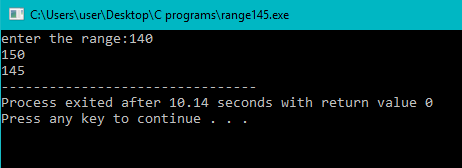 C:\Users\user\Desktop\C programs\range145.exe
enter the range:140
150
145
--------------------------------
Process exited after 10.14 seconds with return value 0
Press any key to continue . . .